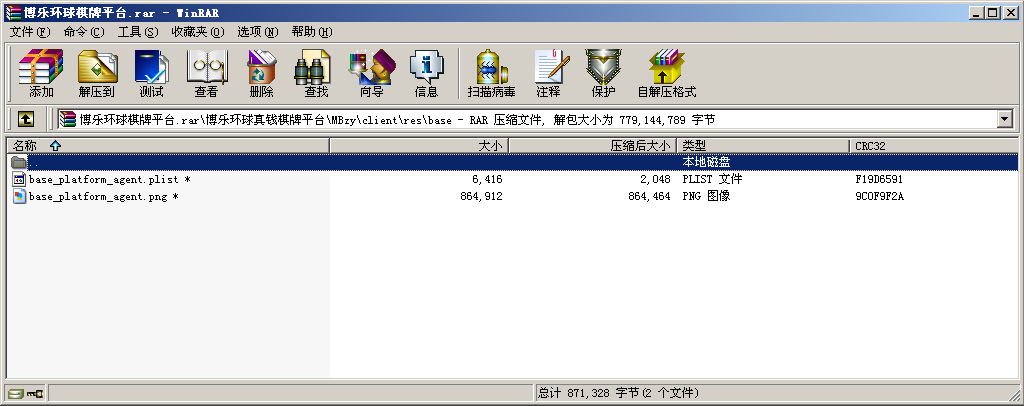 博乐环球棋牌平台.rar - WinRAR
文件(F) 命令(C) 工具(S) 收藏夹(O) 选项(N) 帮助(H)
添加 解压到 测试 查看 删除 查找 向导 信息 扫描病毒 注释 保护 自解压格式
博乐环球棋牌平台.rar\博乐环球真钱棋牌平台\MBzy\client\res\base - RAR 压缩文件, 解包大小为 779,144,789 字节
名称 大小 压缩后大小 类型 CRC32
.. 本地磁盘
base_platform_agent.plist * 6,416 2,048 PLIST 文件 F19D6591
base_platform_agent.png * 864,912 864,464 PNG 图像 9C0F9F2A
总计 871,328 字节(2 个文件)